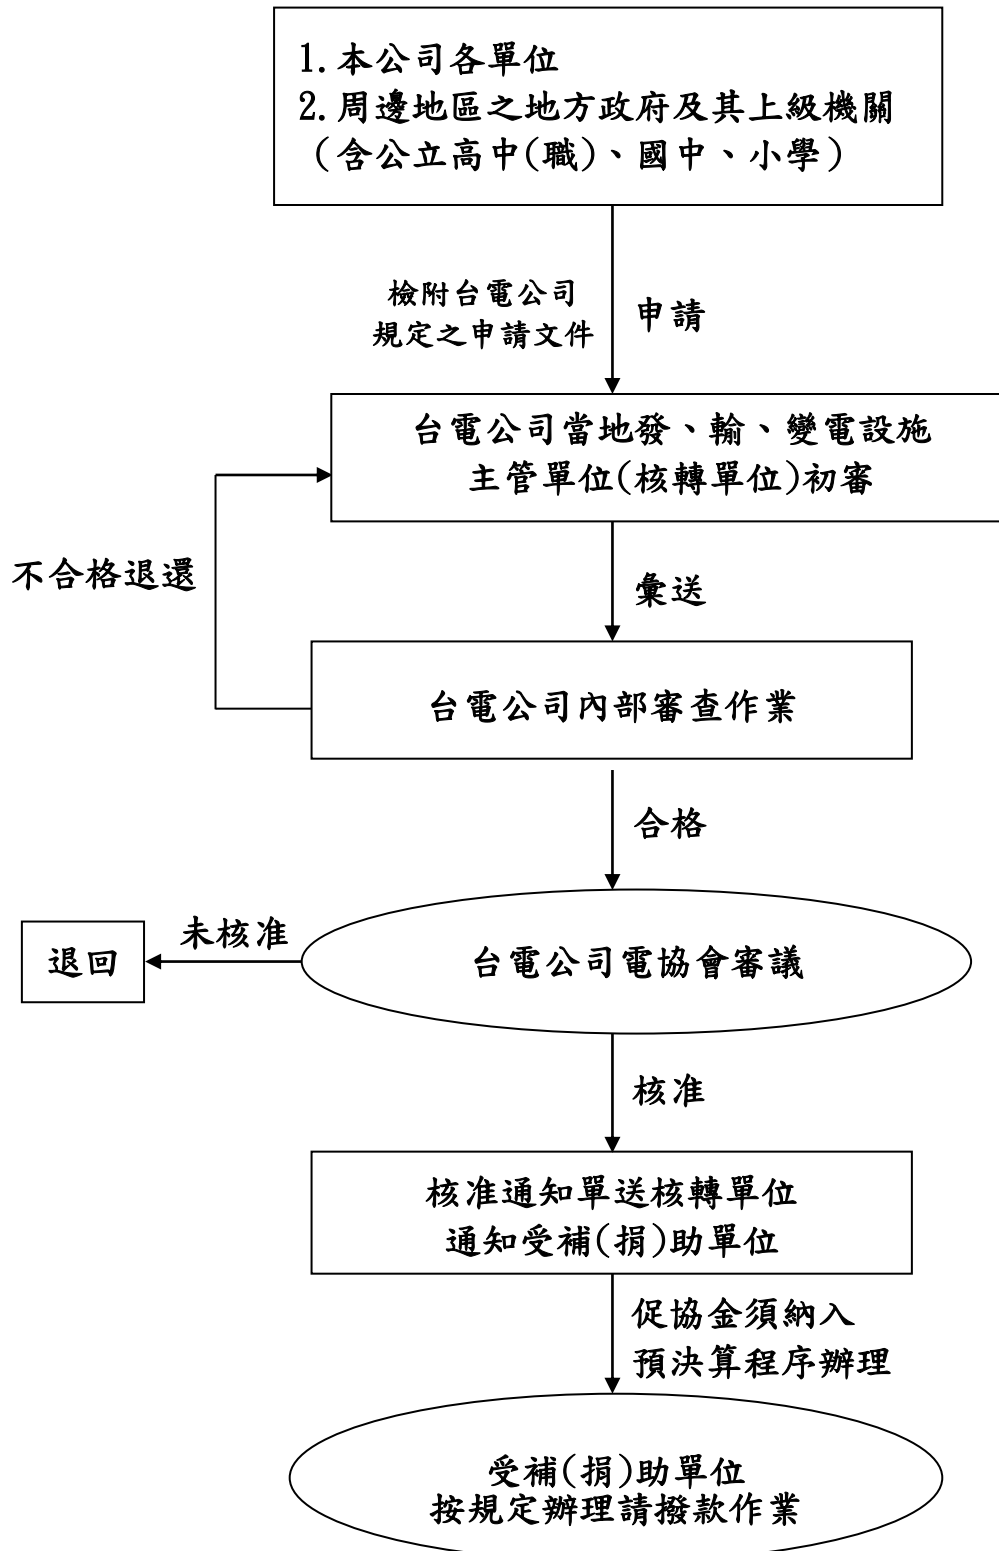 1.本公司各單位
2.周邊地區之地方政府及其上級機關
(含公立高中(職)、國中、小學)
檢附台電公司
規定之申請文件
申請
台電公司當地發、輸、變電設施
主管單位(核轉單位)初審
不合格退還
彙送
台電公司內部審查作業
合格
未核准
退回
台電公司電協會審議
核准
核准通知單送核轉單位
通知受補(捐)助單位
促協金須納入
預決算程序辦理
受補(捐)助單位
按規定辦理請撥款作業